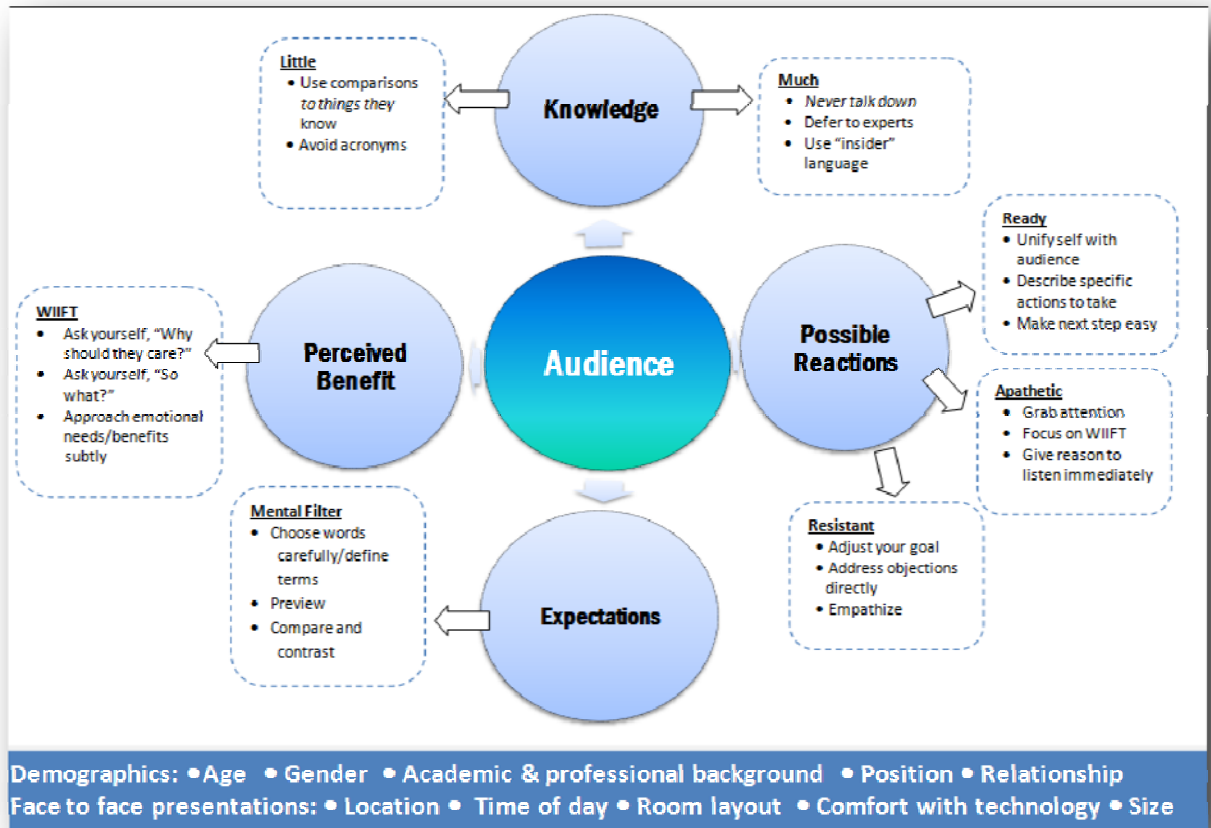 Little
• Use comparisons
to things they
know
• Avoid acronyms
Knowledge
Much
• Never talk down
• Defer to experts
• Use “insider”
language
Ready
• Unify self with
audience
• Describe specific
actions to take
• Make next step easy
WIIFT
• Ask yourself, “Why
should they care?”
• Ask yourself, “So
what?”
• Approach emotional
needs/benefits
subtly
Perceived
Benefit
Audience
Possible
Reactions
Apathetic
• Grab attention
• Focus on WIIFT
• Give reason to
listen immediately
Mental Filter
• Choose words
carefully/define
terms
• Preview
• Compare and
contrast
Expectations
Resistant
• Adjust your goal
• Address objections
directly
• Empathize
Demographics: •Age • Gender • Academic & professional background • Position • Relationship
Face to face presentations: • Location • Time of day • Room layout • Comfort with technology • Size